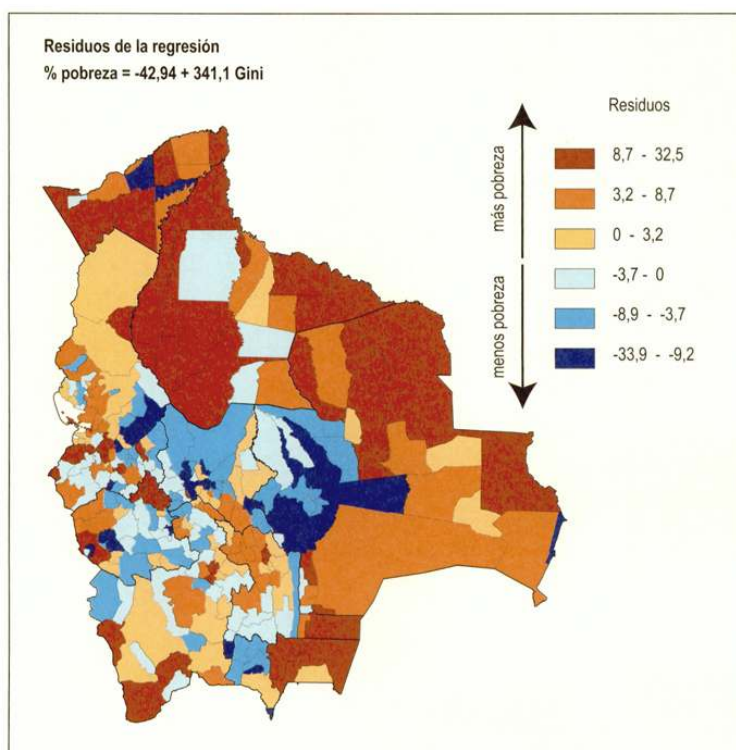 Residuos de la regresión
% pobreza = -42,94 + 341,1 Gini
Residuos
más pobreza
menos pobreza
8,7 - 32,5
3,2 - 8,7
0 - 3,2
-3,7 - 0
-8,9 - -3,7
-33,9 - -9,2